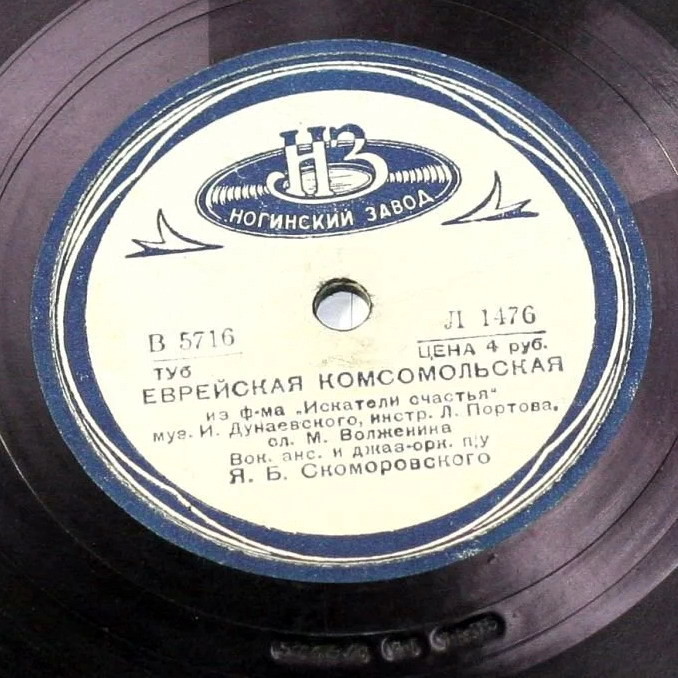 НЗ
НОГИНСКИЙ ЗАВОД
В 5716
Л 1476
туб
ЦЕНА 4 руб.
ЕВРЕЙСКАЯ КОМСОМОЛЬСКАЯ
из ф-ма „Искатели счастья“
муз. И. Дунаевского, инстр. Л. Портова,
сл. М. Волженина
Вок. анс. и джаз-орк. п/у
Я. Б. Скоморовского